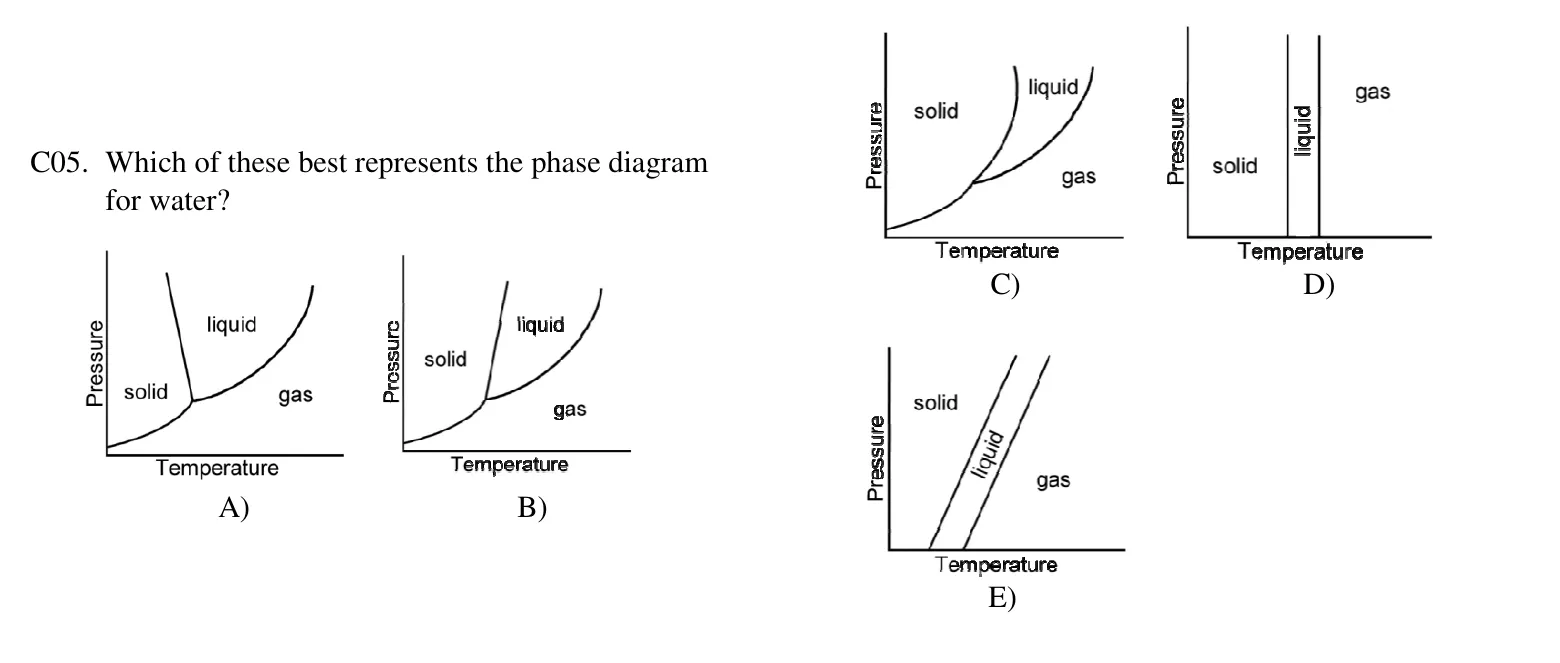 C05. Which of these best represents the phase diagram
for water?
Pressure
solid
liquid
gas
Temperature
A)
Pressure
solid
liquid
gas
Temperature
B)
Pressure
solid
liquid
gas
Temperature
C)
Pressure
solid
liquid
gas
Temperature
D)
Pressure
solid
liquid
gas
Temperature
E)